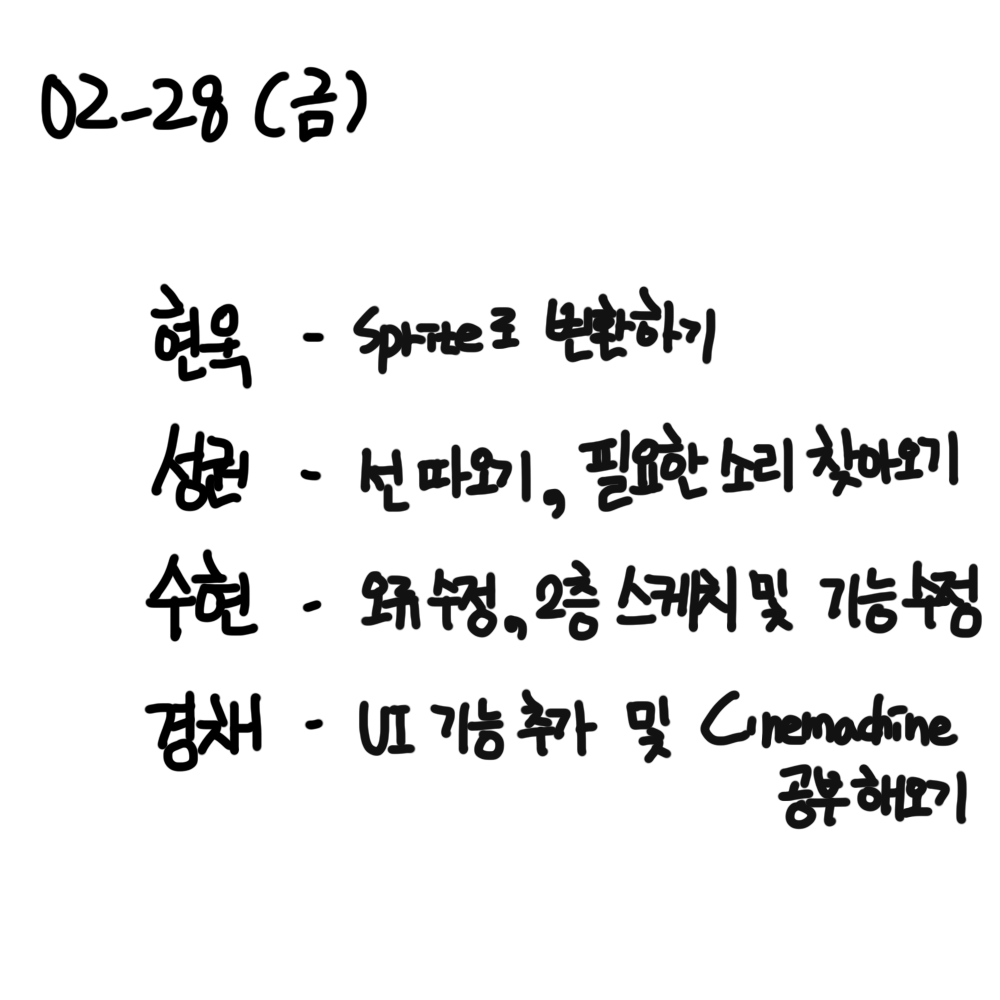 02-28 (금)
현욱 - Sprite로 변환하기
성권 - 선 따오기, 필요한 소리 찾아오기
수현 - 오류 수정, 2층 스케치 및 기능 수정
경채 - UI 기능 추가 및 Cinemachine
공부해오기